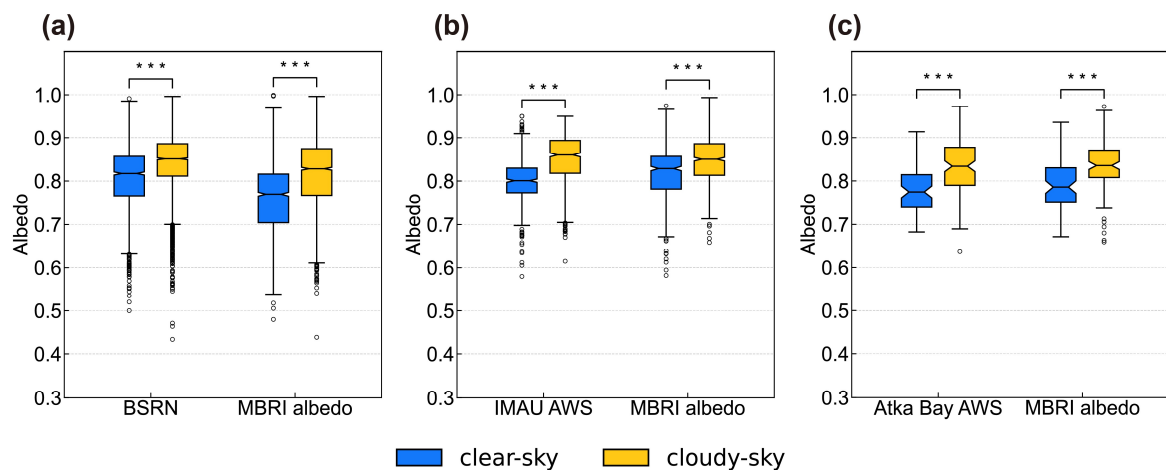 (a)
(b)
(c)
Albedo
1.0
0.9
0.8
0.7
0.6
0.5
0.4
0.3
* * *
* * *
BSRN
MBRI albedo
Albedo
1.0
0.9
0.8
0.7
0.6
0.5
0.4
0.3
* * *
* * *
IMAU AWS
MBRI albedo
Albedo
1.0
0.9
0.8
0.7
0.6
0.5
0.4
0.3
* * *
* * *
Atka Bay AWS
MBRI albedo
clear-sky
cloudy-sky